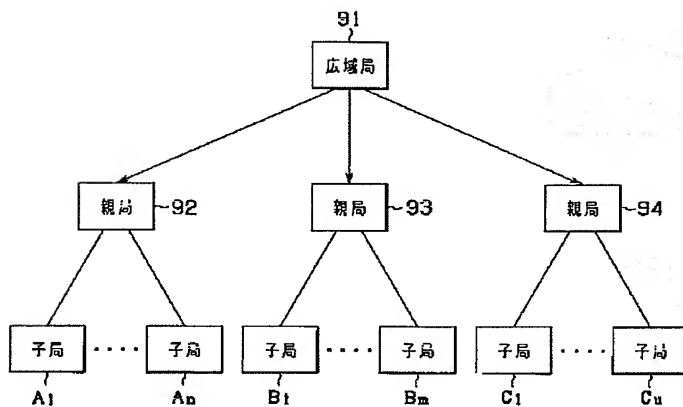 91
広域局
親局 92 親局 93 親局 94
子局 ‥‥ 子局 子局 ‥‥ 子局 子局 ‥‥ 子局
A1 An B1 Bm C1 Cu